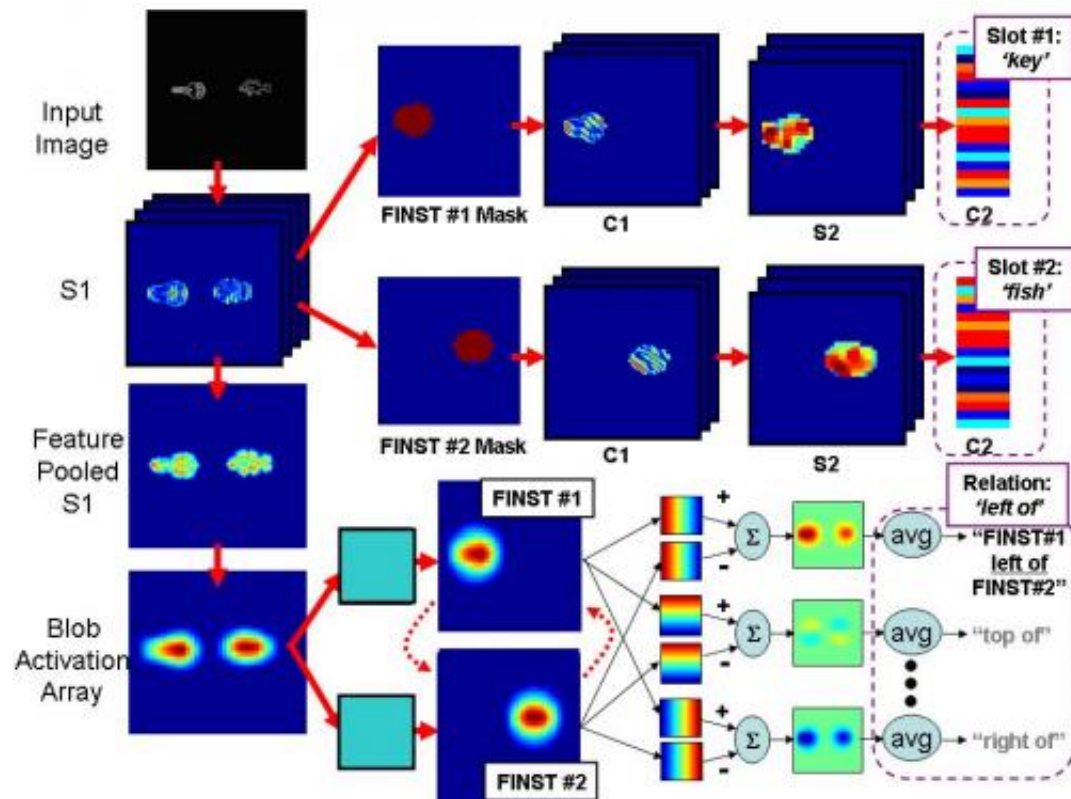 Input
Image
S1
Feature
Pooled
S1
Blob
Activation
Array
FINST #1 Mask
C1
S2
Slot #1:
'key'
C2
FINST #2 Mask
C1
S2
Slot #2:
'fish'
C2
FINST #1
FINST #2
+
Σ
-
+
Σ
-
+
Σ
-
Relation:
'left of'
avg
"FINST#1
left of
FINST#2"
avg
"top of"
avg
"right of"